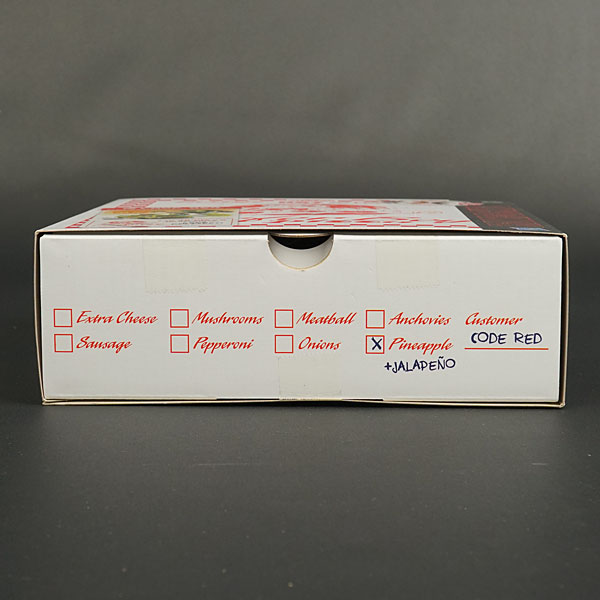 Extra Cheese Mushrooms Meatball Anchovies Customer
Sausage Pepperoni Onions X Pineapple CODE RED
+JALAPEÑO